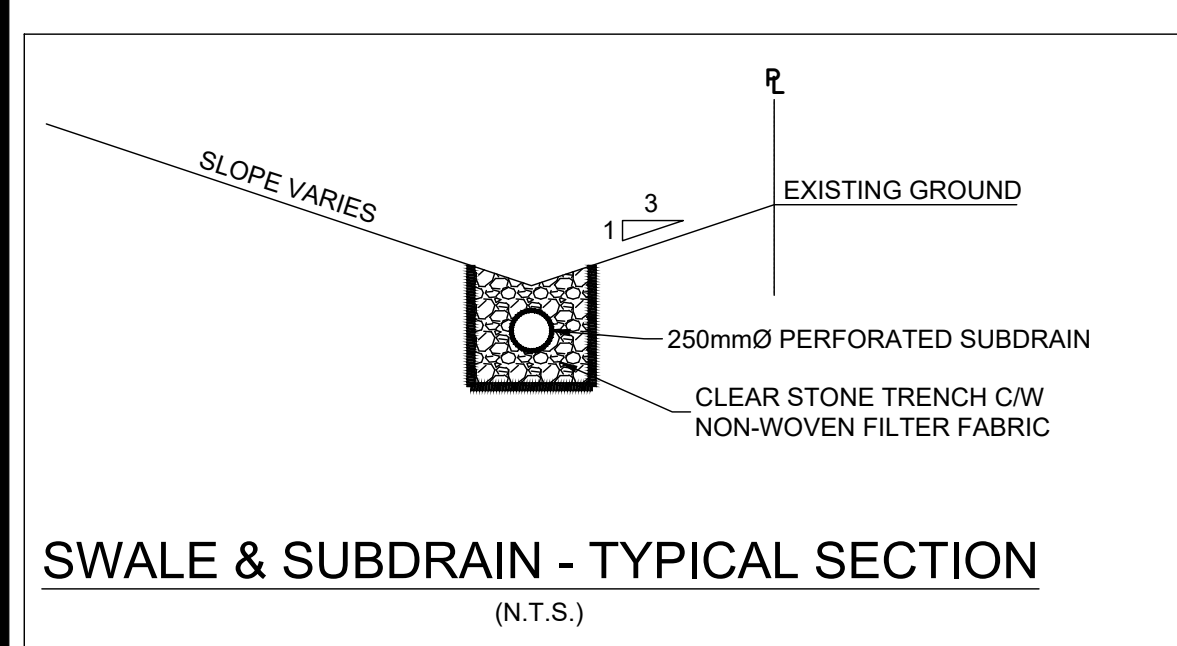 ℄
SLOPE VARIES
3
1
EXISTING GROUND
250mmØ PERFORATED SUBDRAIN
CLEAR STONE TRENCH C/W
NON-WOVEN FILTER FABRIC
SWALE & SUBDRAIN - TYPICAL SECTION
(N.T.S.)